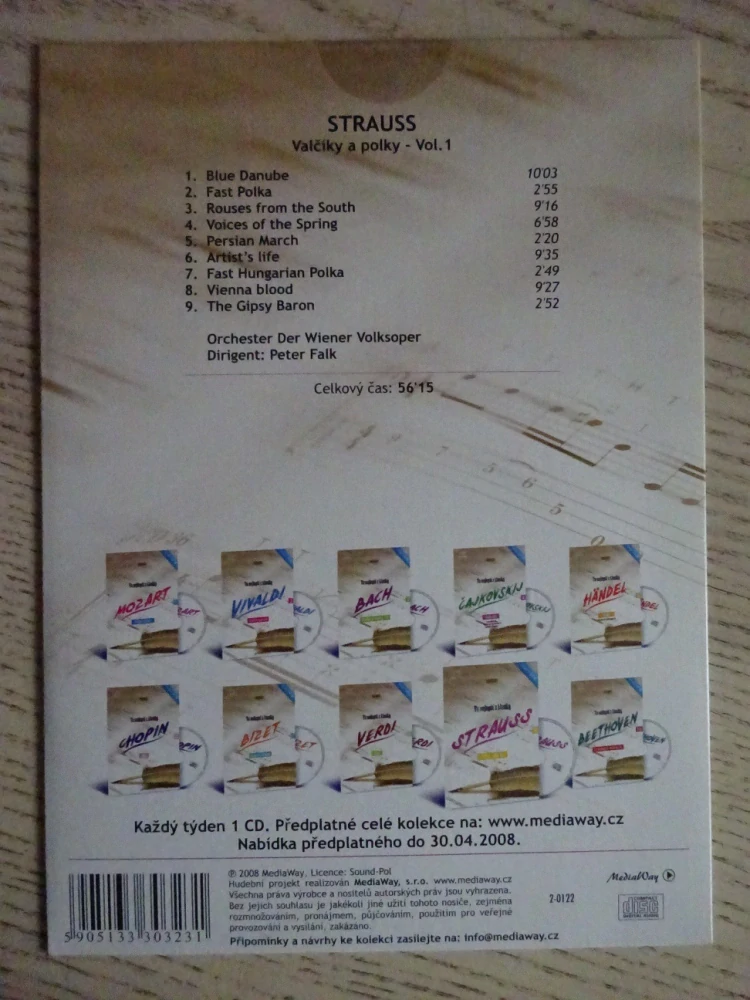 STRAUSS
Valčíky a polky - Vol.1
1. Blue Danube 10'03
2. Fast Polka 2'55
3. Rouses from the South 9'16
4. Voices of the Spring 6'58
5. Persian March 2'20
6. Artist's life 9'35
7. Fast Hungarian Polka 2'49
8. Vienna blood 9'27
9. The Gipsy Baron 2'52
Orchester Der Wiener Volksoper
Dirigent: Peter Falk
Celkový čas: 56'15
MOZART
VIVALDI
BACH
ČAJKOVSKIJ
HÄNDEL
CHOPIN
BIZET
VERDI
STRAUSS
BEETHOVEN
Každý týden 1 CD. Předplatné celé kolekce na: www.mediaway.cz
Nabídka předplatného do 30.04.2008.
℗ 2008 MediaWay. Licence: Sound-Pol
Hudební projekt realizován MediaWay, s.r.o. www.mediaway.cz
Všechna práva výrobce a nositelů autorských práv jsou vyhrazena.
Bez jejich souhlasu je jakékoli jiné užití tohoto nosiče, zejména
rozmnožováním, pronájmem, půjčováním, použitím pro veřejné
provozování a vysílání, zakázáno.
Připomínky a návrhy ke kolekci zasílejte na: info@mediaway.cz
5 905133 303231
2-0122
MediaWay
disc